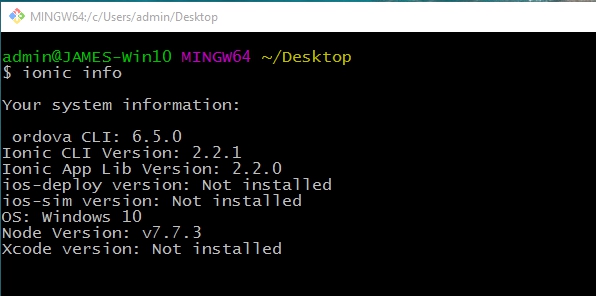 MINGW64:/c/Users/admin/Desktop
admin@JAMES-Win10 MINGW64 ~/Desktop
$ ionic info
Your system information:
ordova CLI: 6.5.0
Ionic CLI Version: 2.2.1
Ionic App Lib Version: 2.2.0
ios-deploy version: Not installed
ios-sim version: Not installed
OS: Windows 10
Node Version: v7.7.3
Xcode version: Not installed